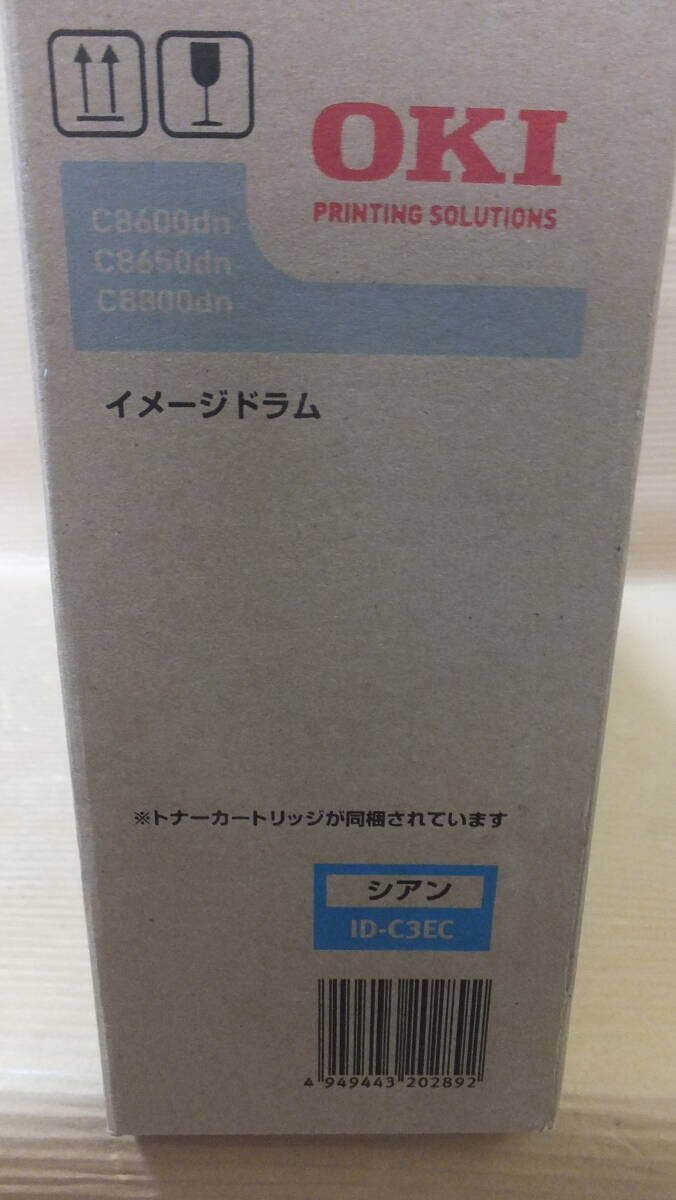 OKI
PRINTING SOLUTIONS
C8600dn
C8650dn
C8800dn
イメージドラム
※トナーカートリッジが同梱されています
シアン
ID-C3EC
4 949443 202892